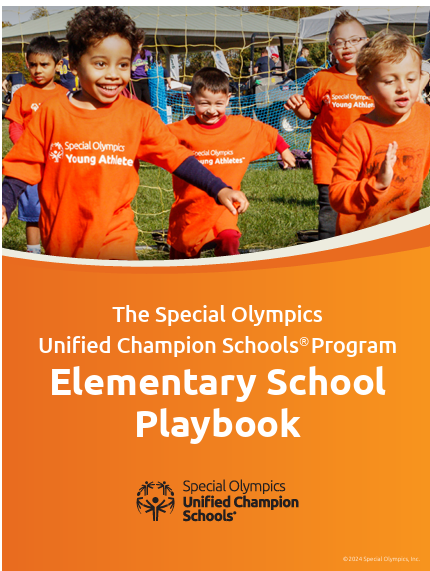 Special Olympics
Young Athletes
Special Olympics
Young Athletes™
Special Olympics
Young Athletes
The Special Olympics
Unified Champion Schools® Program
Elementary School
Playbook
Special Olympics
Unified Champion
Schools®
©2024 Special Olympics, Inc.